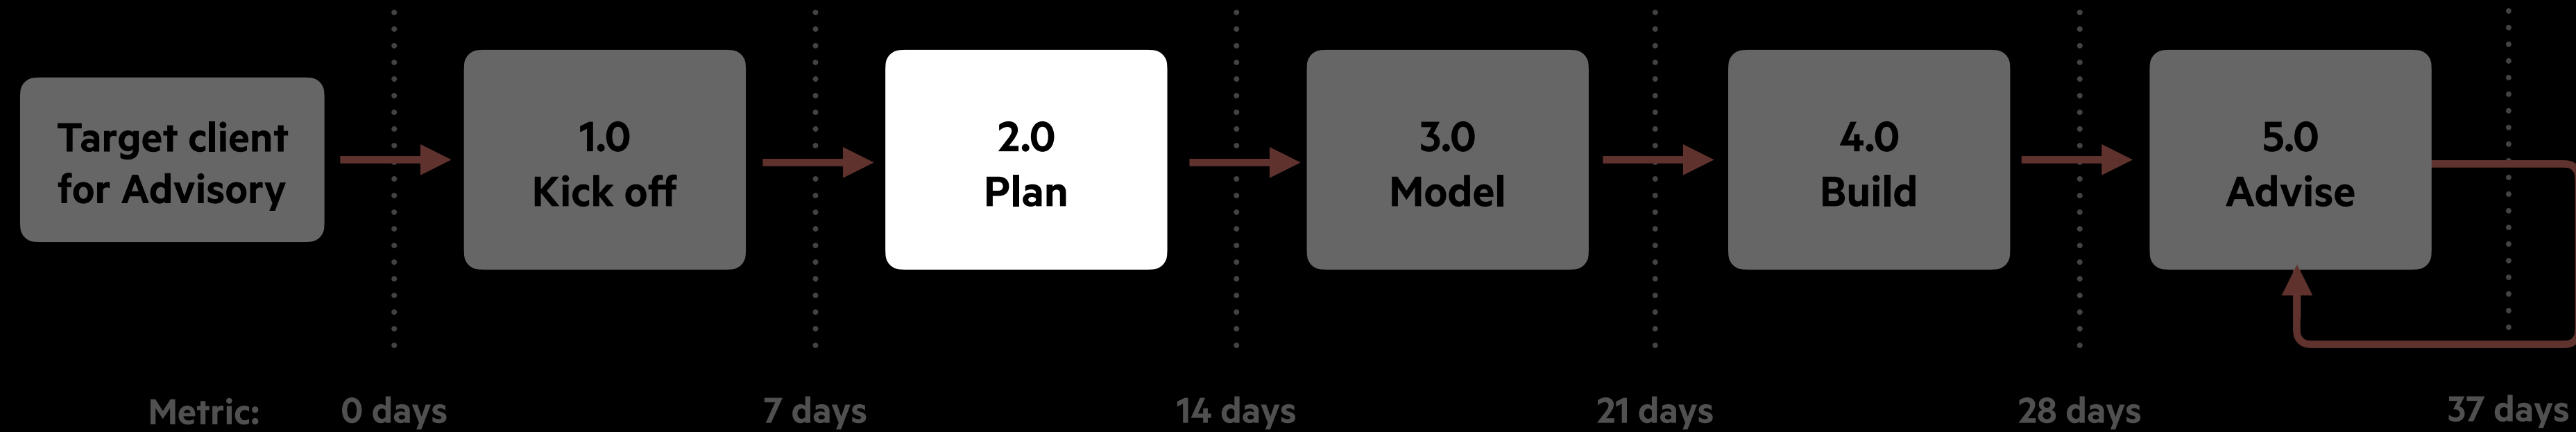 Target client
for Advisory
1.0
Kick off
2.0
Plan
3.0
Model
4.0
Build
5.0
Advise
Metric:
0 days
7 days
14 days
21 days
28 days
37 days